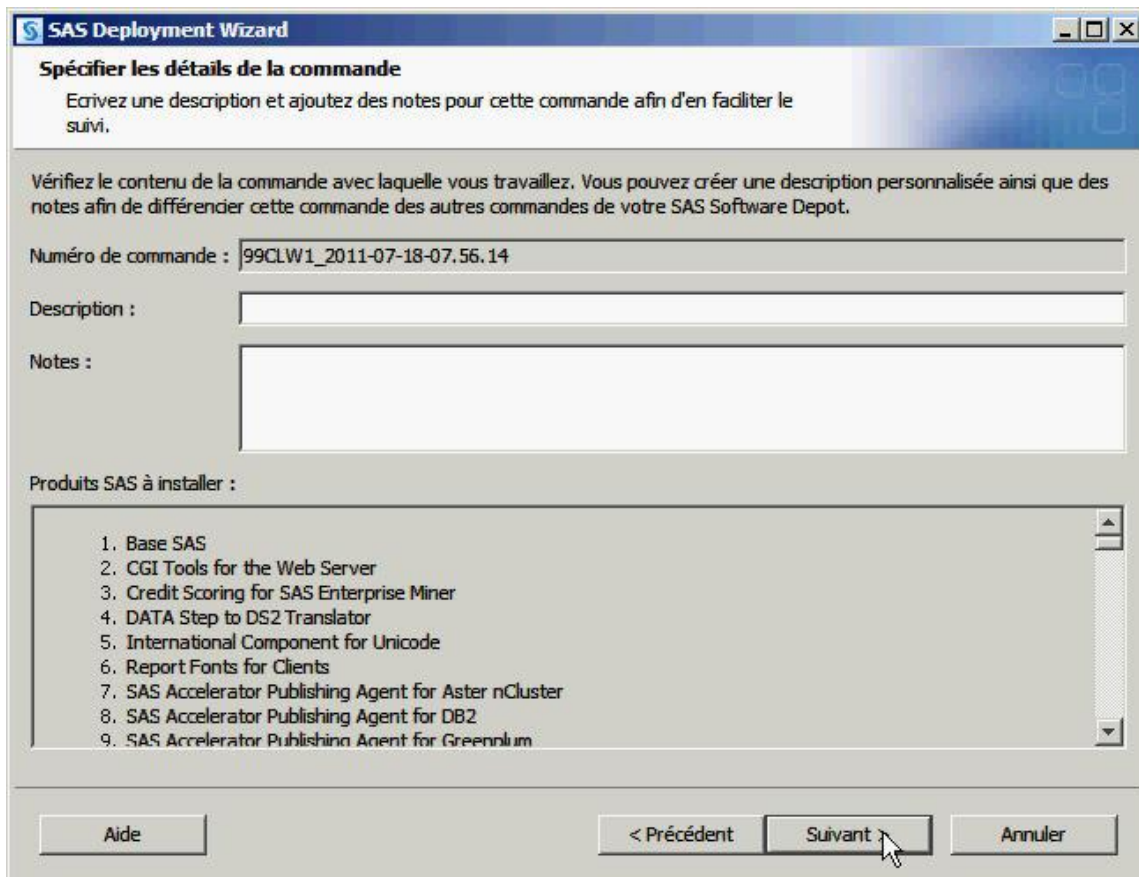 SAS Deployment Wizard
Spécifier les détails de la commande
Ecrivez une description et ajoutez des notes pour cette commande afin d'en faciliter le
suivi.
Vérifiez le contenu de la commande avec laquelle vous travaillez. Vous pouvez créer une description personnalisée ainsi que des
notes afin de différencier cette commande des autres commandes de votre SAS Software Depot.
Numéro de commande : 99CLW1_2011-07-18-07.56.14
Description :
Notes :
Produits SAS à installer :
1. Base SAS
2. CGI Tools for the Web Server
3. Credit Scoring for SAS Enterprise Miner
4. DATA Step to DS2 Translator
5. International Component for Unicode
6. Report Fonts for Clients
7. SAS Accelerator Publishing Agent for Aster nCluster
8. SAS Accelerator Publishing Agent for DB2
9. SAS Accelerator Publishing Agent for Greenplum
Aide < Précédent Suivant > Annuler